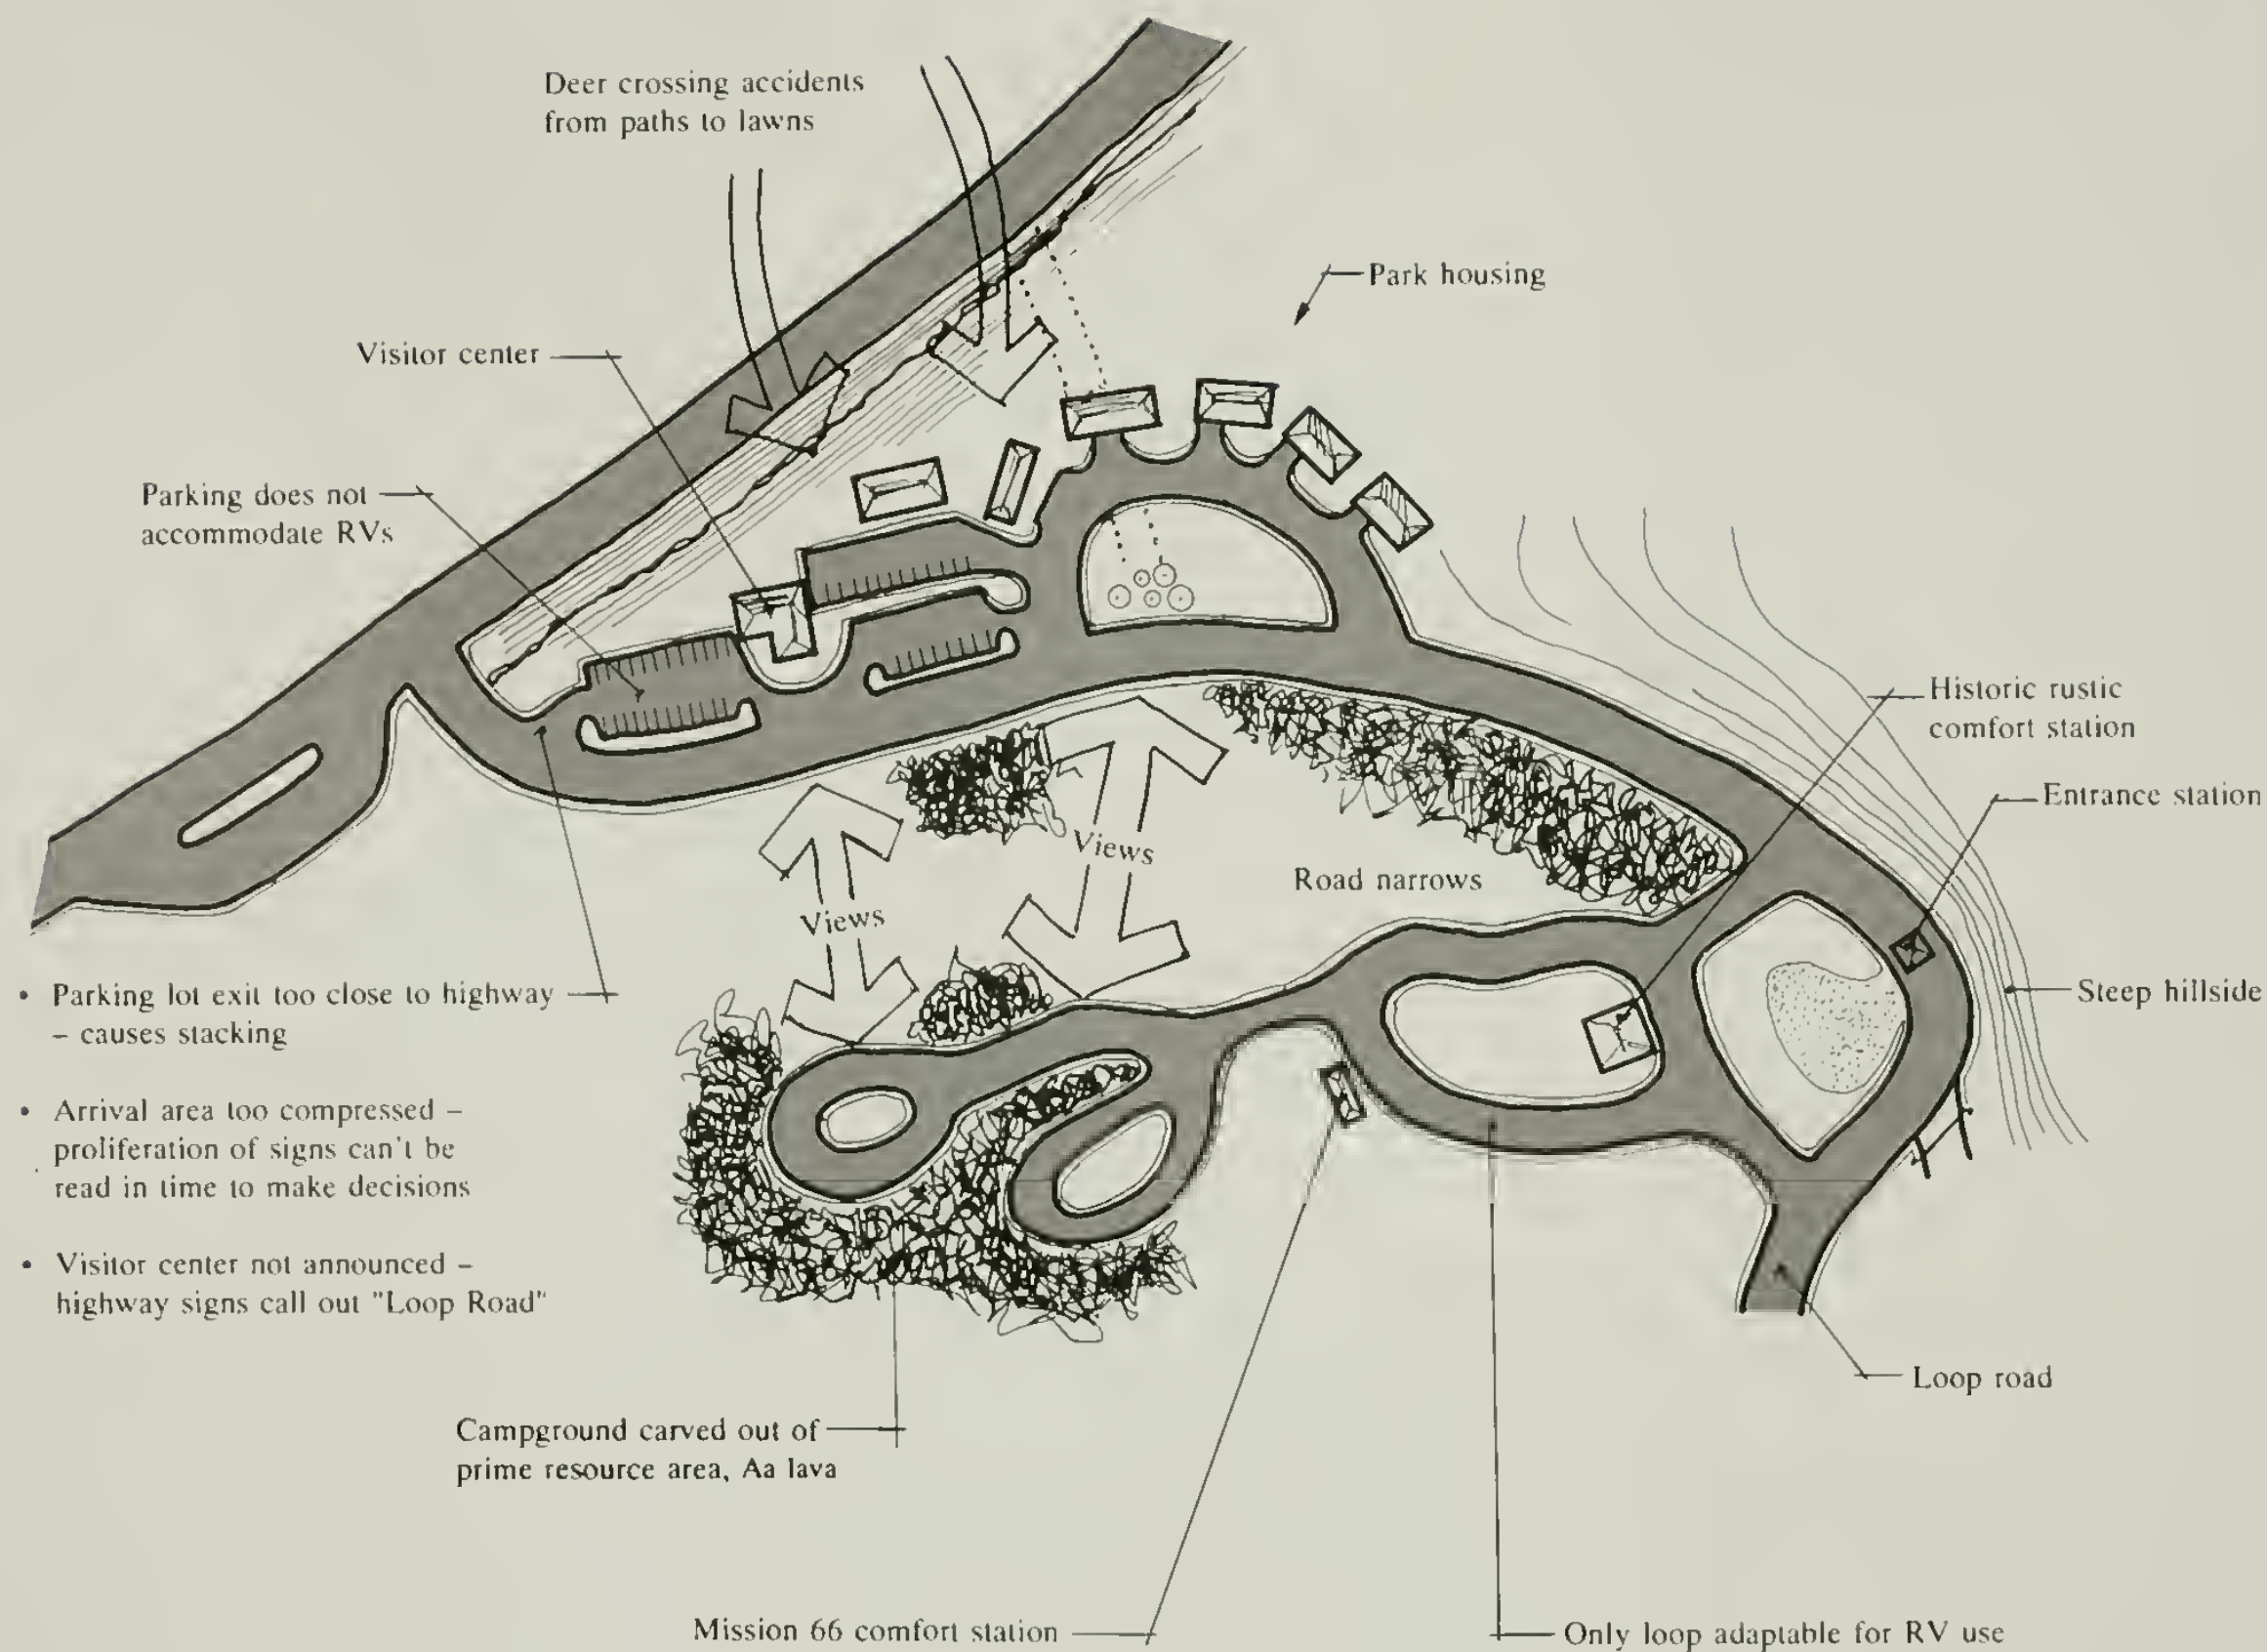 Deer crossing accidents
from paths to lawns
Park housing
Visitor center
Parking does not
accommodate RVs
Historic rustic
comfort station
Entrance station
Views
Views
Road narrows
• Parking lot exit too close to highway
– causes stacking
Steep hillside
• Arrival area too compressed –
proliferation of signs can't be
read in time to make decisions
• Visitor center not announced –
highway signs call out "Loop Road"
Loop road
Campground carved out of
prime resource area, Aa lava
Mission 66 comfort station
Only loop adaptable for RV use